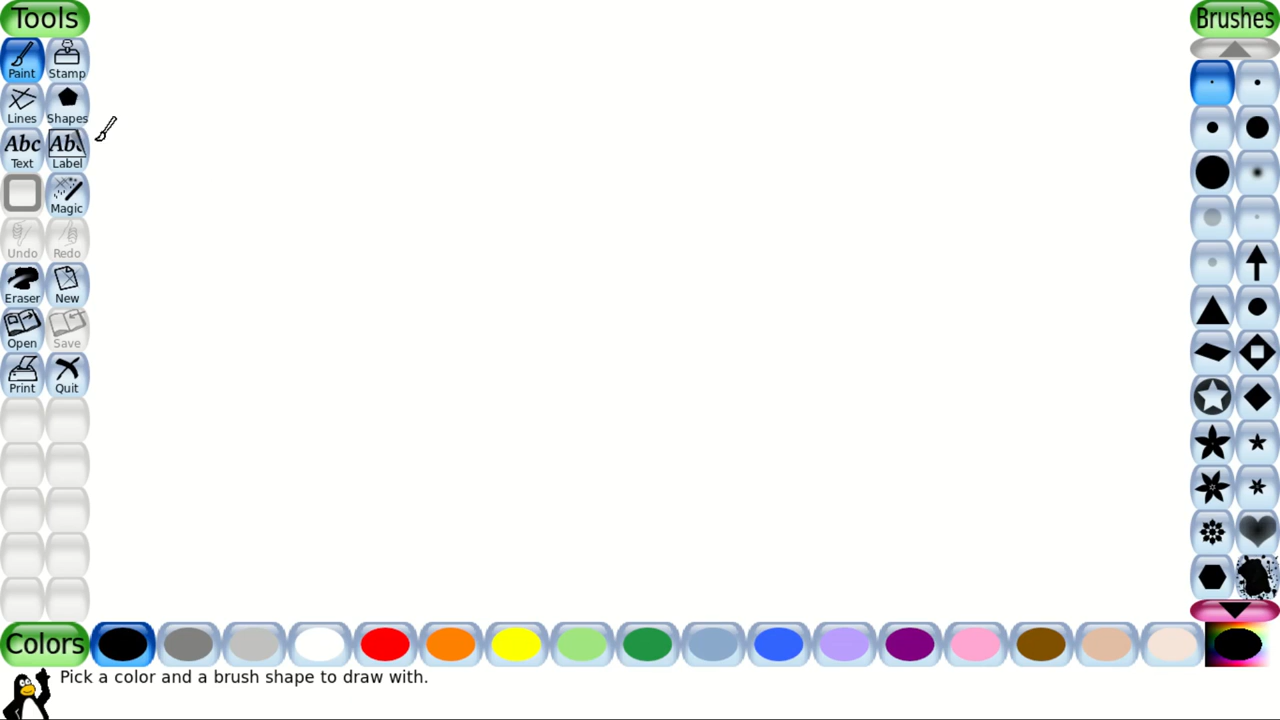 Tools
Brushes
Paint
Stamp
Lines
Shapes
Abc
Abc
Text
Label
Magic
Undo
Redo
Eraser
New
Open
Save
Print
Quit
Colors
Pick a color and a brush shape to draw with.